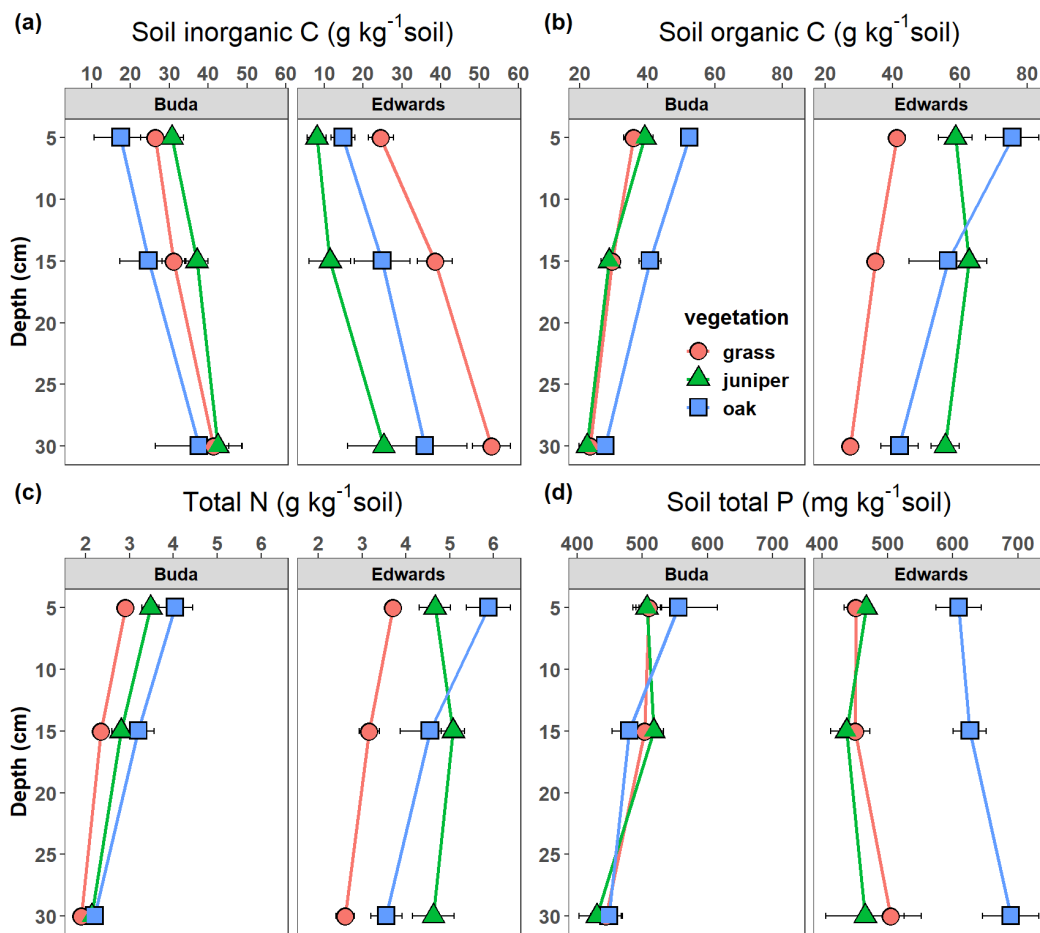 (a) Soil inorganic C (g kg⁻¹soil)
10 20 30 40 50 60 10 20 30 40 50 60
Buda Edwards
5
10
15
20
25
30
Depth (cm)
(b) Soil organic C (g kg⁻¹soil)
20 40 60 80 20 40 60 80
Buda Edwards
vegetation
grass
juniper
oak
(c) Total N (g kg⁻¹soil)
2 3 4 5 6 2 3 4 5 6
Buda Edwards
5
10
15
20
25
30
Depth (cm)
(d) Soil total P (mg kg⁻¹soil)
400 500 600 700 400 500 600 700
Buda Edwards